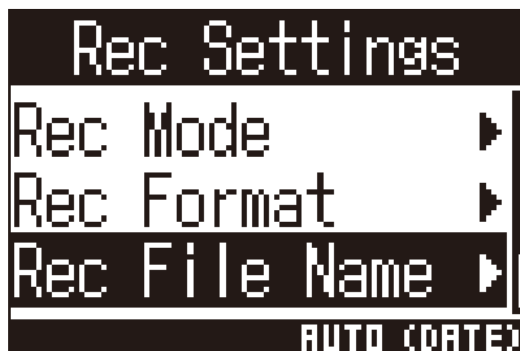 Rec Settings
Rec Mode
Rec Format
Rec File Name
AUTO (DATE)